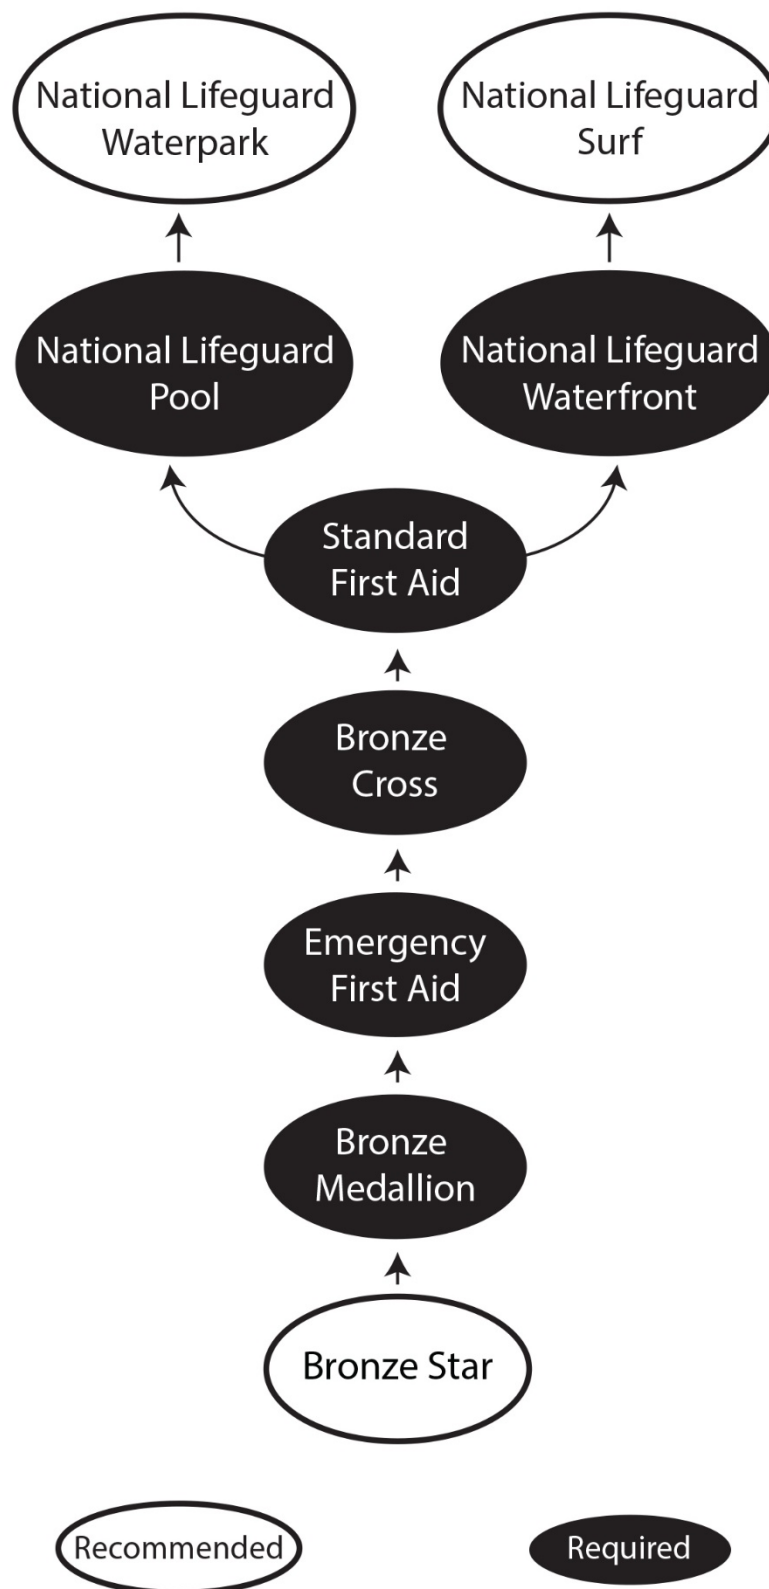 National Lifeguard
Waterpark
National Lifeguard
Surf
National Lifeguard
Pool
National Lifeguard
Waterfront
Standard
First Aid
Bronze
Cross
Emergency
First Aid
Bronze
Medallion
Bronze Star
Recommended
Required